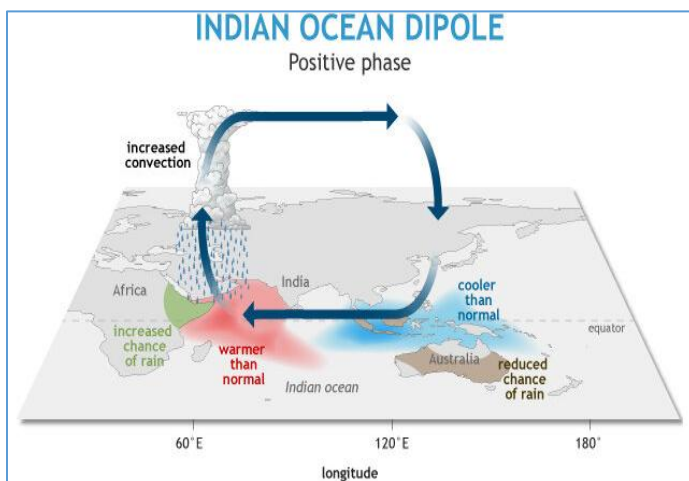 INDIAN OCEAN DIPOLE
Positive phase
increased
convection
Africa
India
cooler
than
normal
increased
chance
of rain
warmer
than
normal
equator
Australia
reduced
chance
of rain
Indian ocean
60°E
120°E
180°
longitude